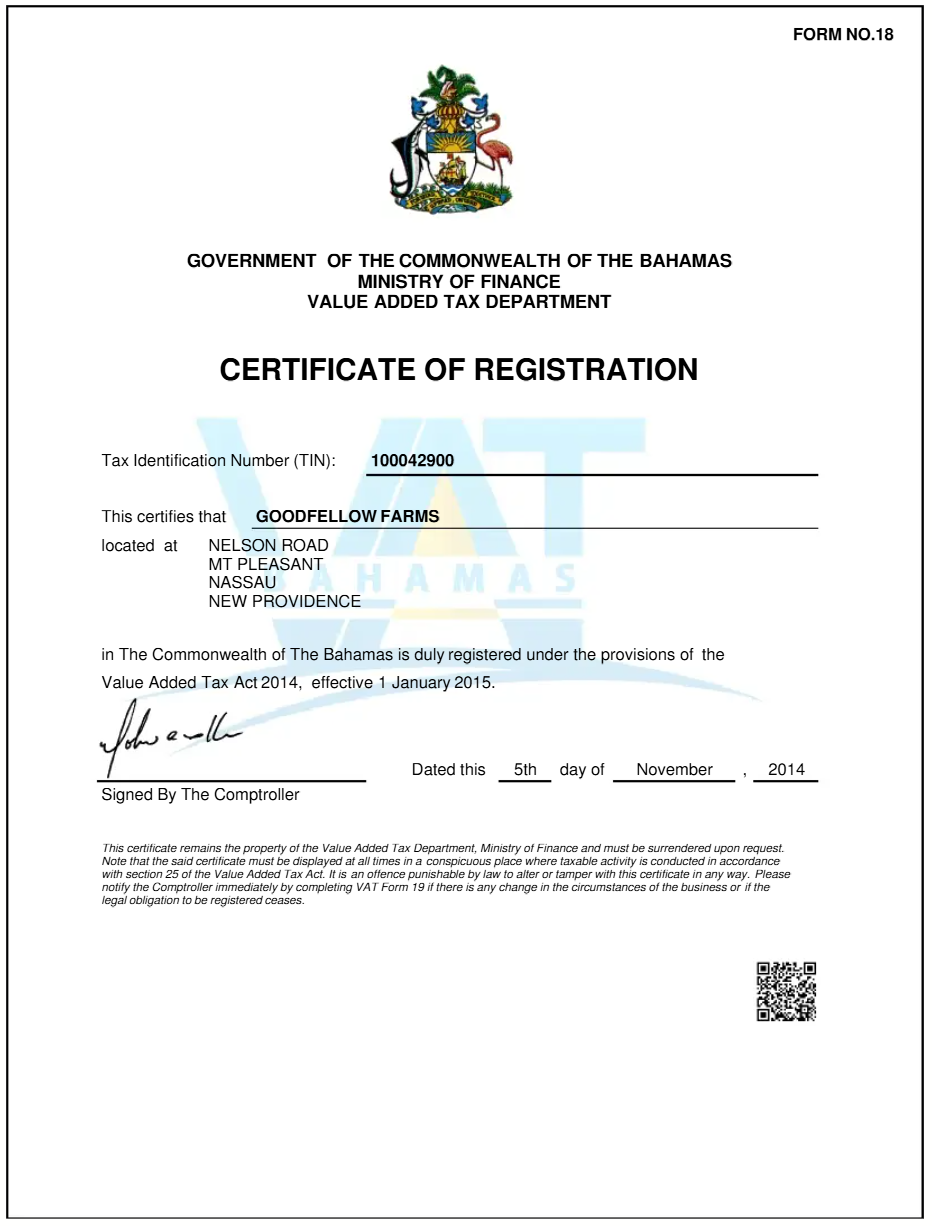 FORM NO.18
GOVERNMENT OF THE COMMONWEALTH OF THE BAHAMAS
MINISTRY OF FINANCE
VALUE ADDED TAX DEPARTMENT
CERTIFICATE OF REGISTRATION
VAT
BAHAMAS
Tax Identification Number (TIN): 100042900
This certifies that GOODFELLOW FARMS
located at NELSON ROAD
MT PLEASANT
NASSAU
NEW PROVIDENCE
in The Commonwealth of The Bahamas is duly registered under the provisions of the
Value Added Tax Act 2014, effective 1 January 2015.
Dated this 5th day of November , 2014
Signed By The Comptroller
This certificate remains the property of the Value Added Tax Department, Ministry of Finance and must be surrendered upon request.
Note that the said certificate must be displayed at all times in a conspicuous place where taxable activity is conducted in accordance
with section 25 of the Value Added Tax Act. It is an offence punishable by law to alter or tamper with this certificate in any way. Please
notify the Comptroller immediately by completing VAT Form 19 if there is any change in the circumstances of the business or if the
legal obligation to be registered ceases.